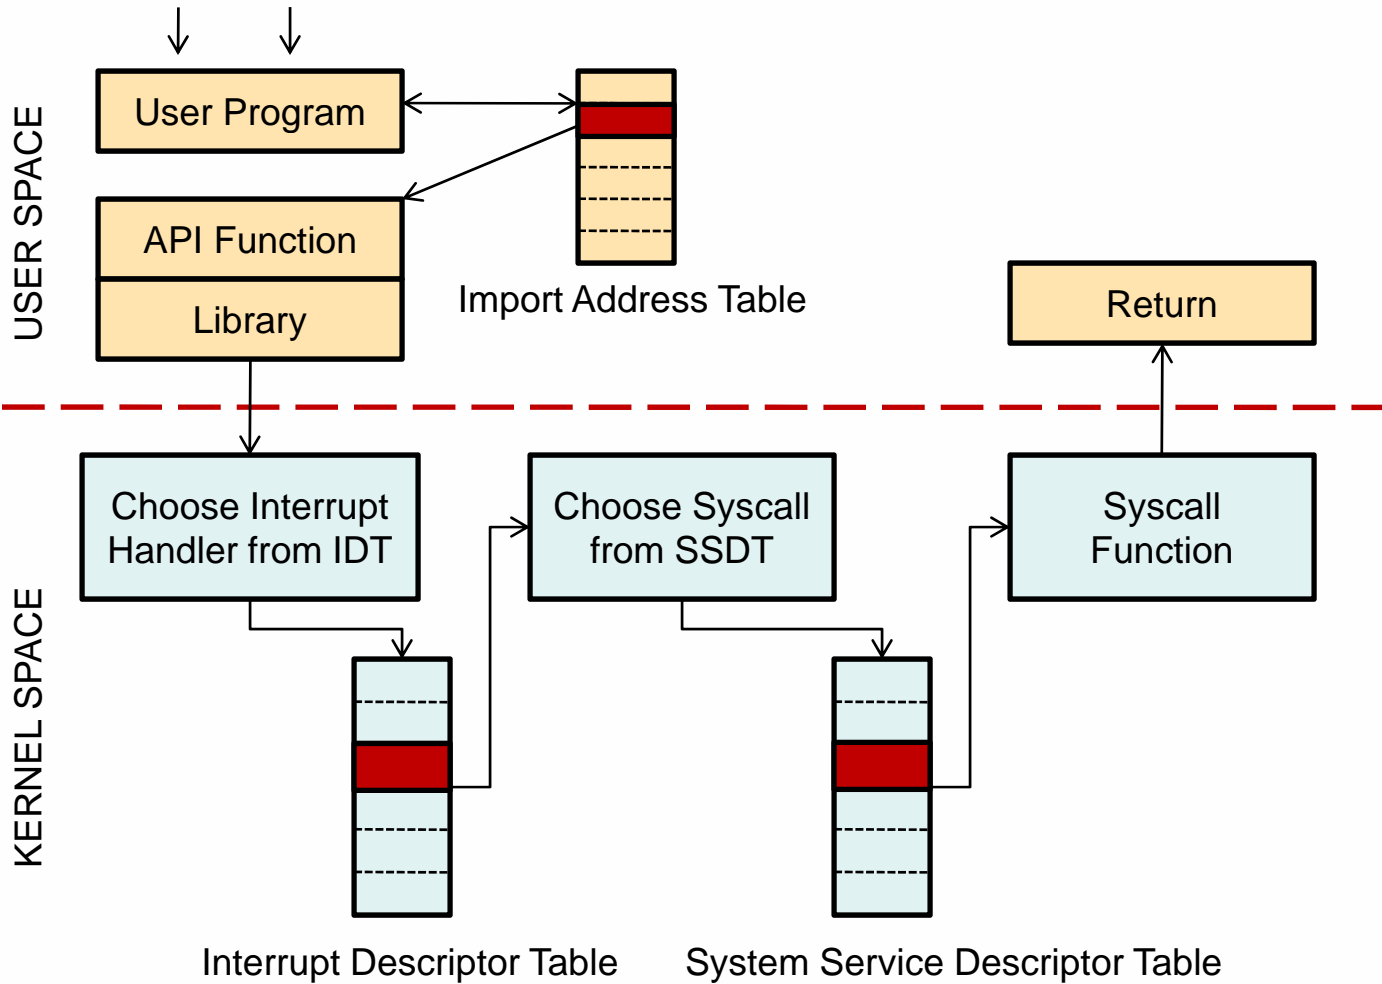 USER SPACE
User Program
API Function
Library
Import Address Table
Return
KERNEL SPACE
Choose Interrupt
Handler from IDT
Choose Syscall
from SSDT
Syscall
Function
Interrupt Descriptor Table
System Service Descriptor Table